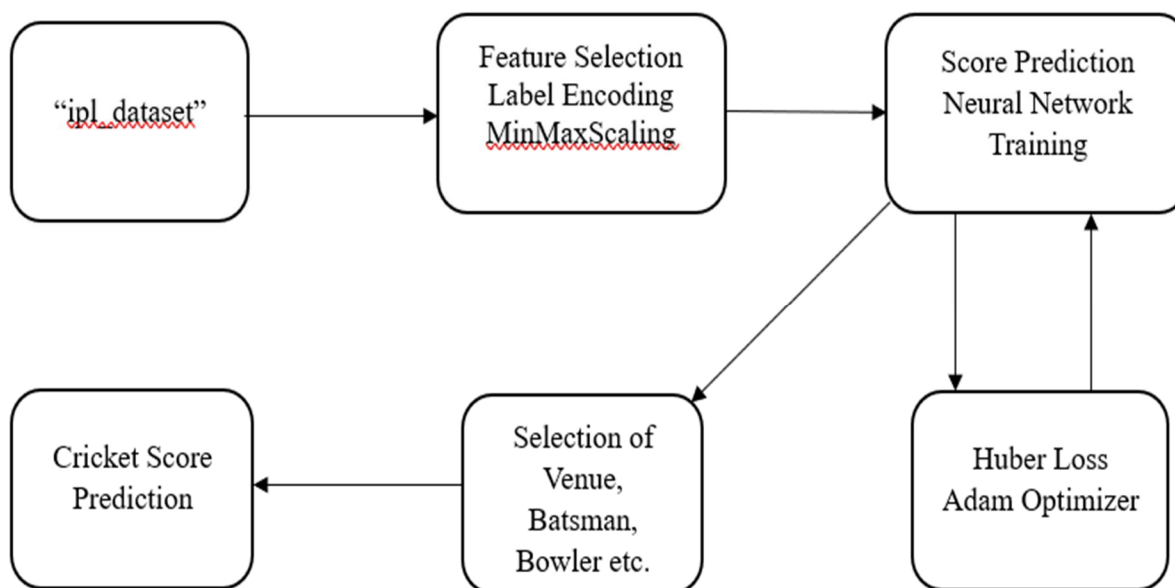 “ipl_dataset”
Feature Selection
Label Encoding
MinMaxScaling
Score Prediction
Neural Network
Training
Cricket Score
Prediction
Selection of
Venue,
Batsman,
Bowler etc.
Huber Loss
Adam Optimizer